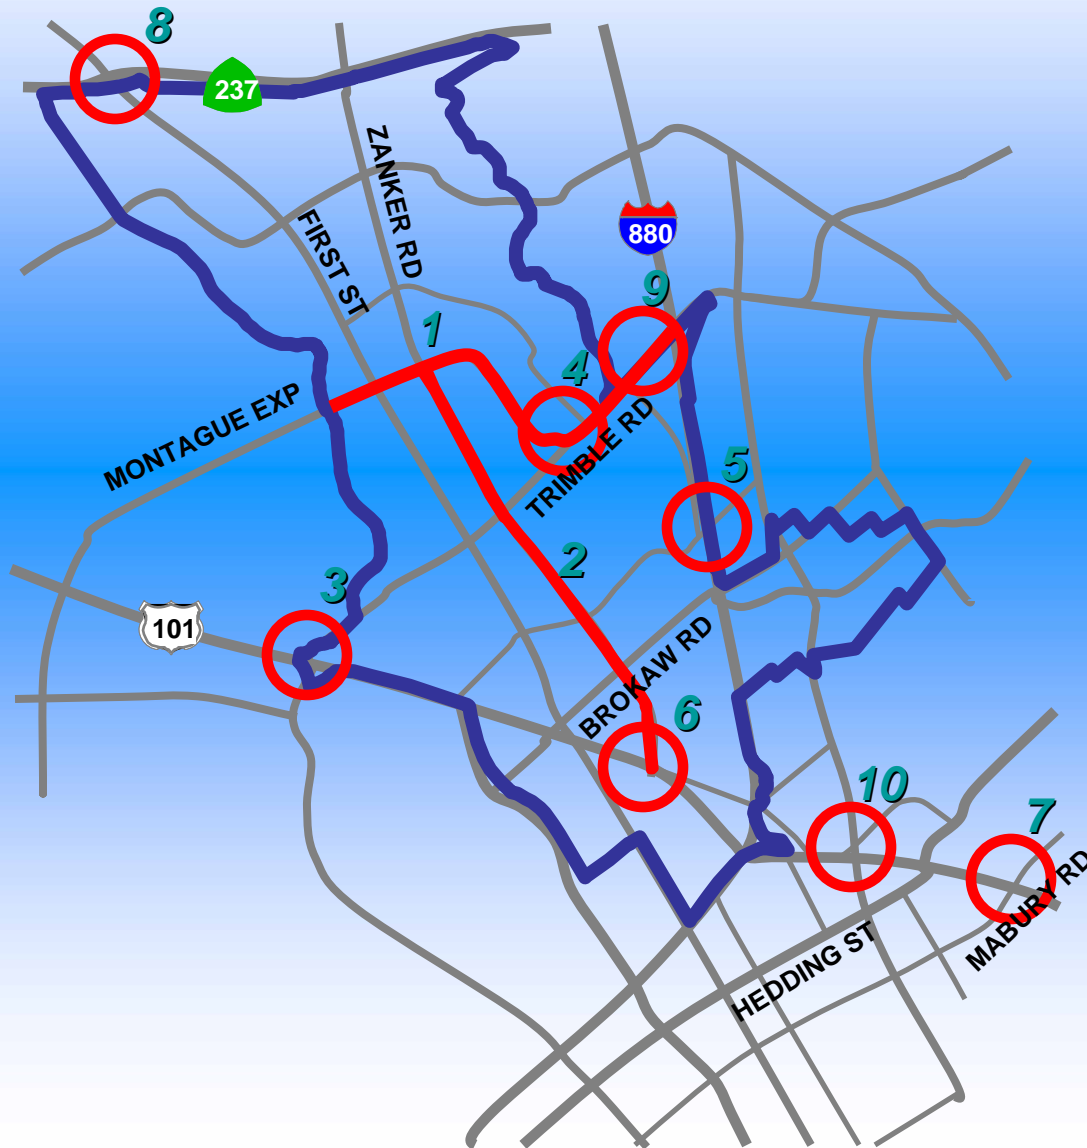 8
237
ZANKER RD
FIRST ST
880
9
1
4
MONTAGUE EXP
TRIMBLE RD
5
2
3
101
BROKAW RD
6
10
7
MABURY RD
HEDDING ST